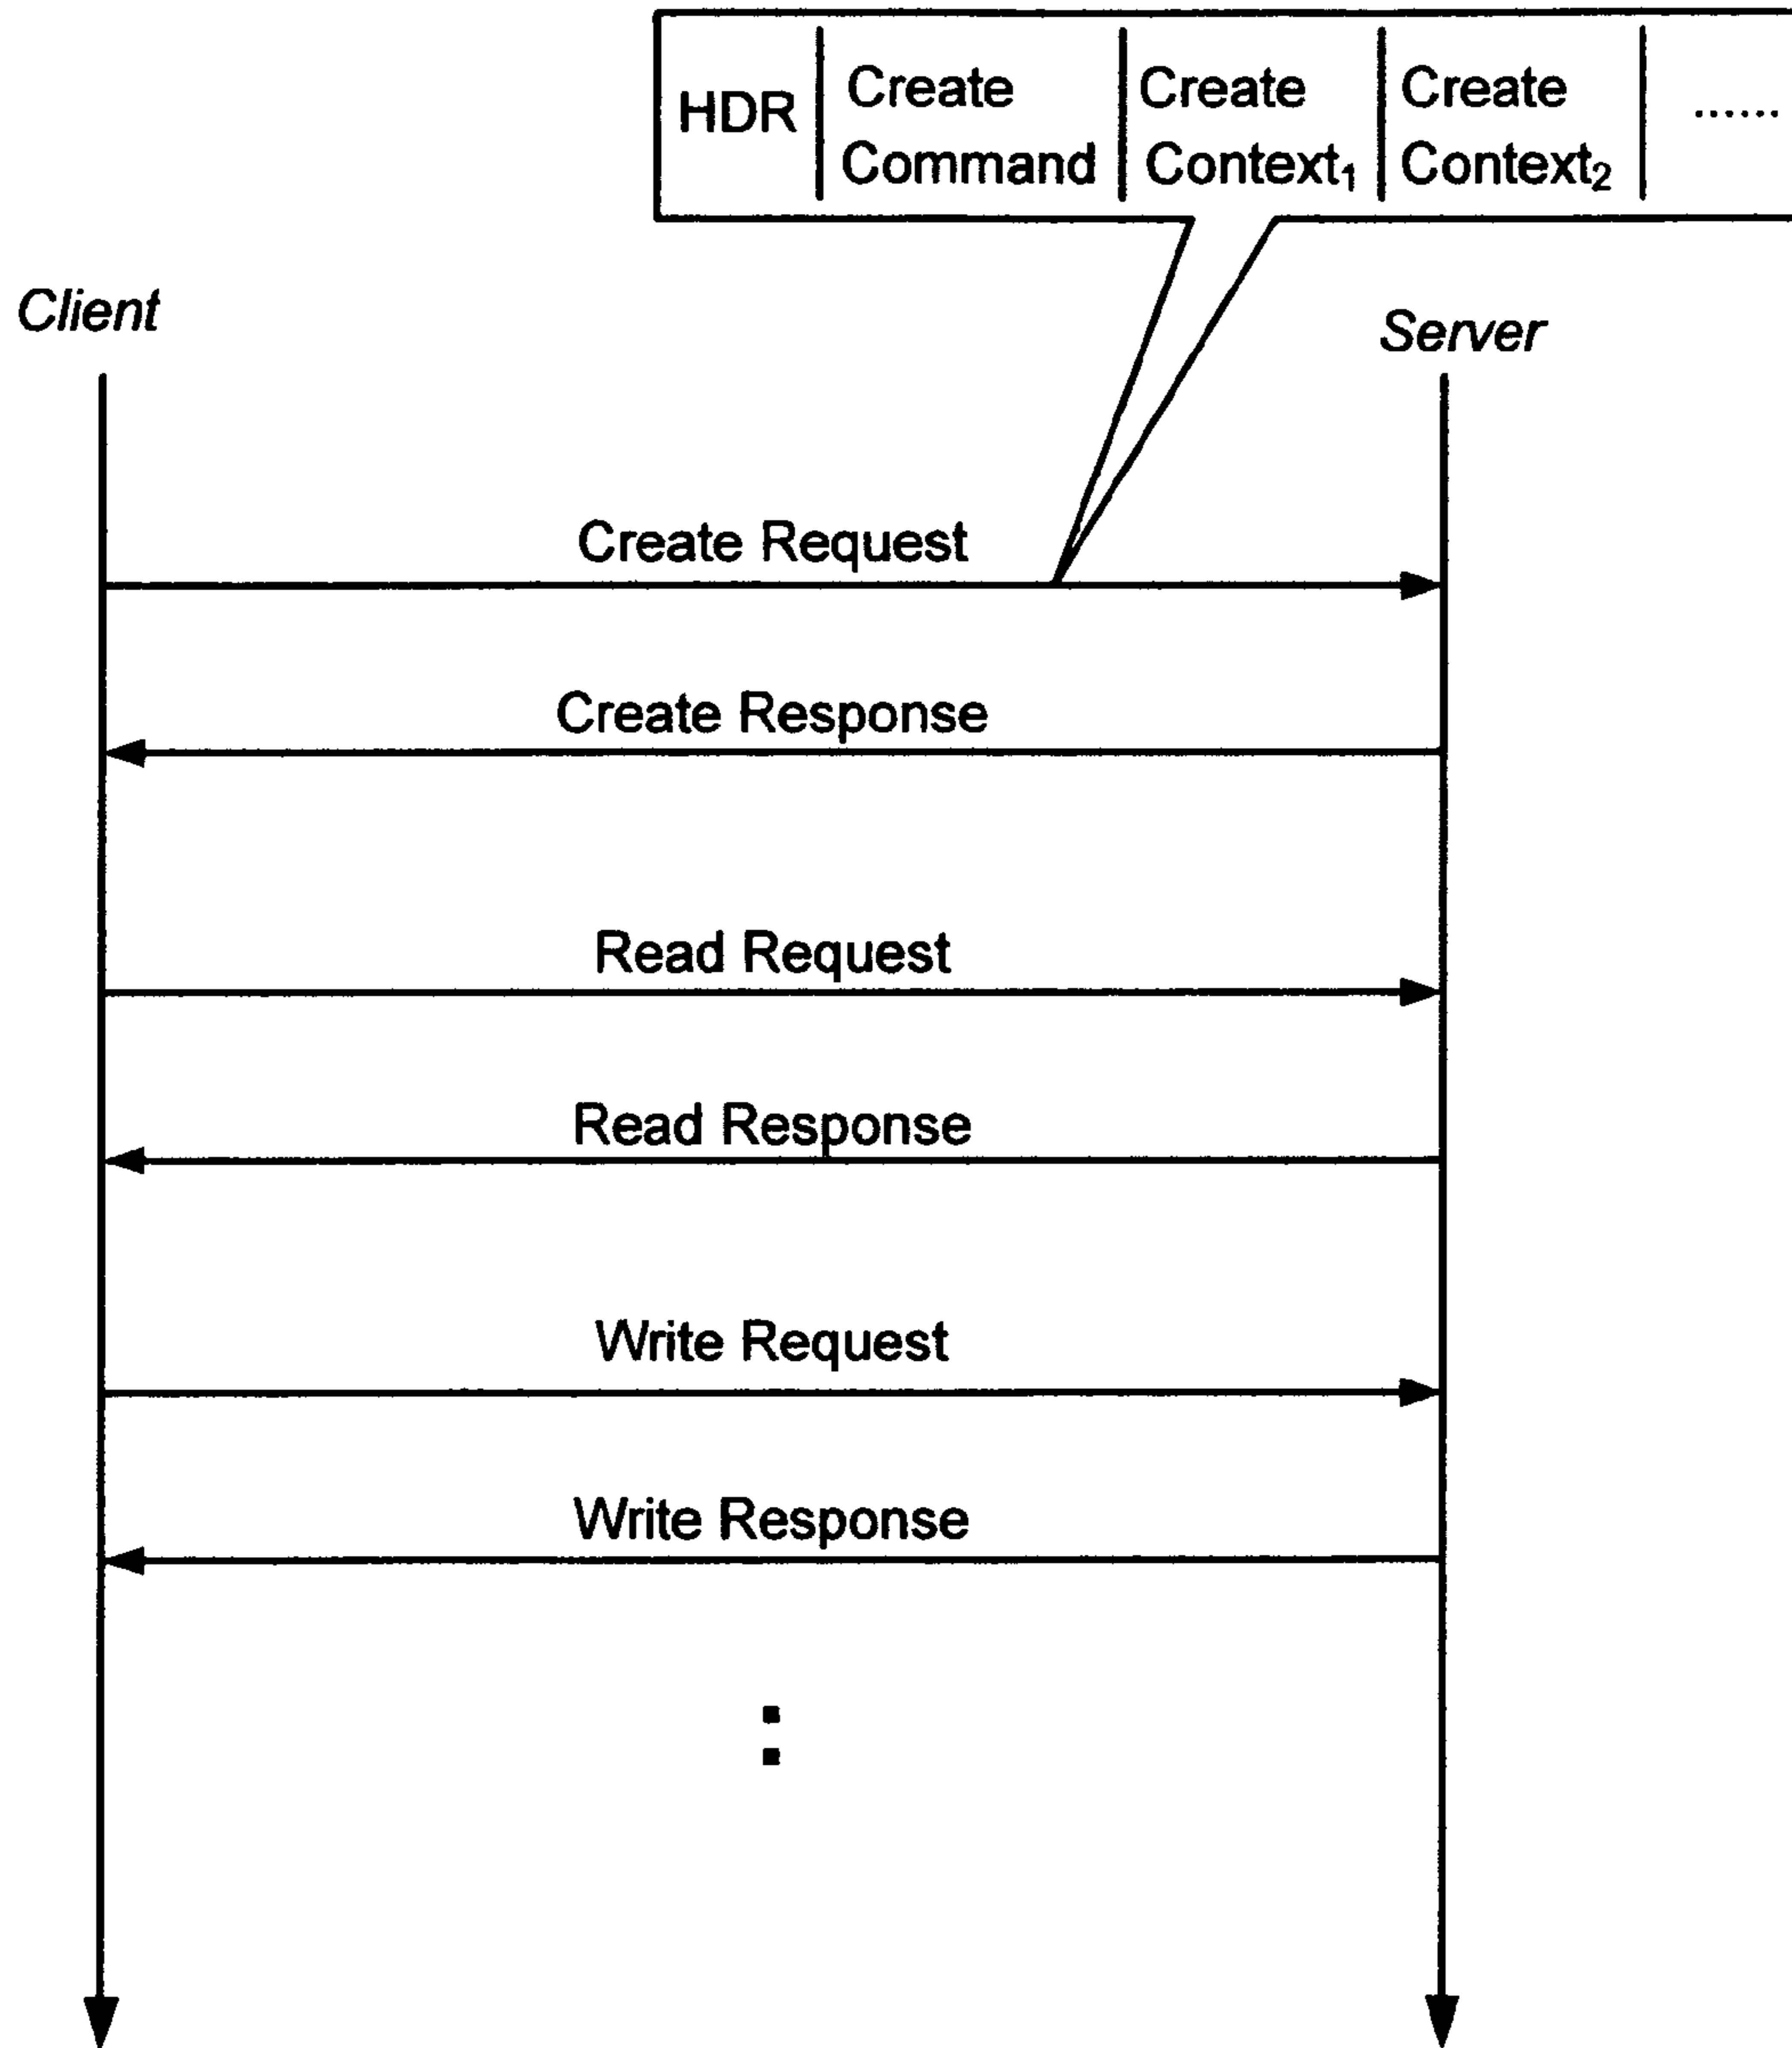 HDR
Create
Command
Create
Context₁
Create
Context₂
......
Client
Server
Create Request
Create Response
Read Request
Read Response
Write Request
Write Response